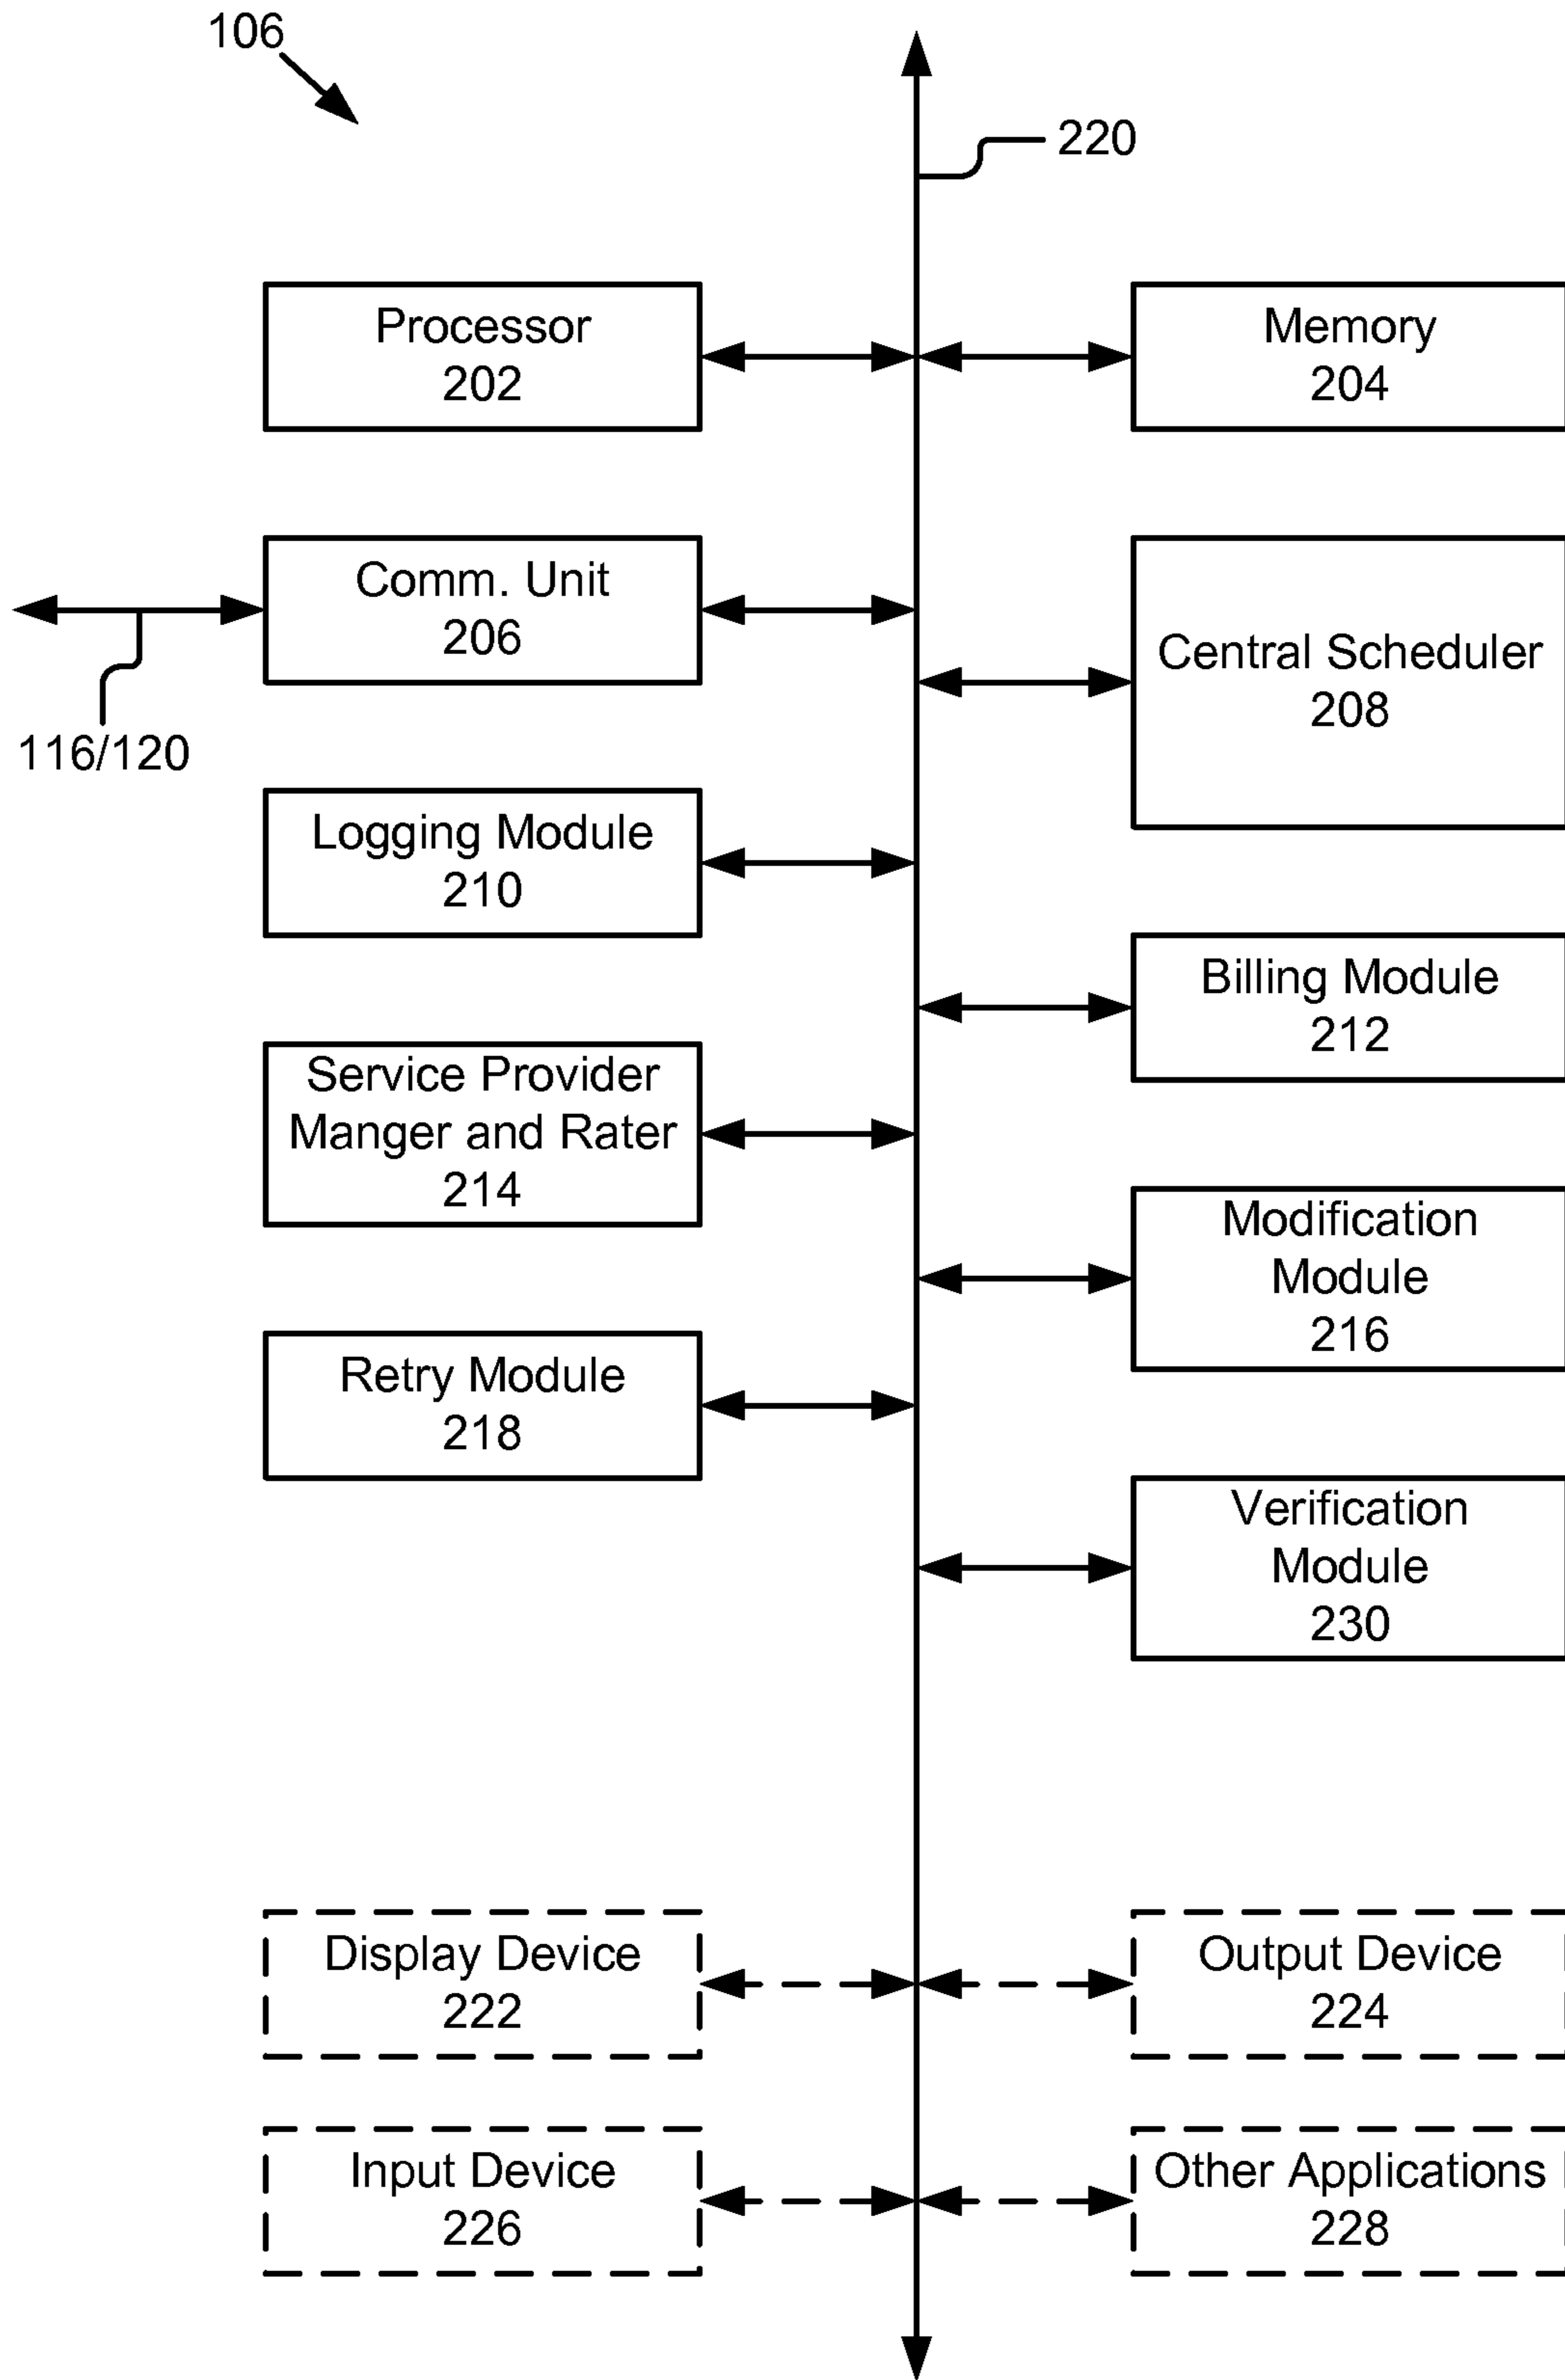 106
220
Processor
202
Memory
204
Comm. Unit
206
Central Scheduler
208
116/120
Logging Module
210
Billing Module
212
Service Provider
Manger and Rater
214
Modification
Module
216
Retry Module
218
Verification
Module
230
Display Device
222
Output Device
224
Input Device
226
Other Applications
228